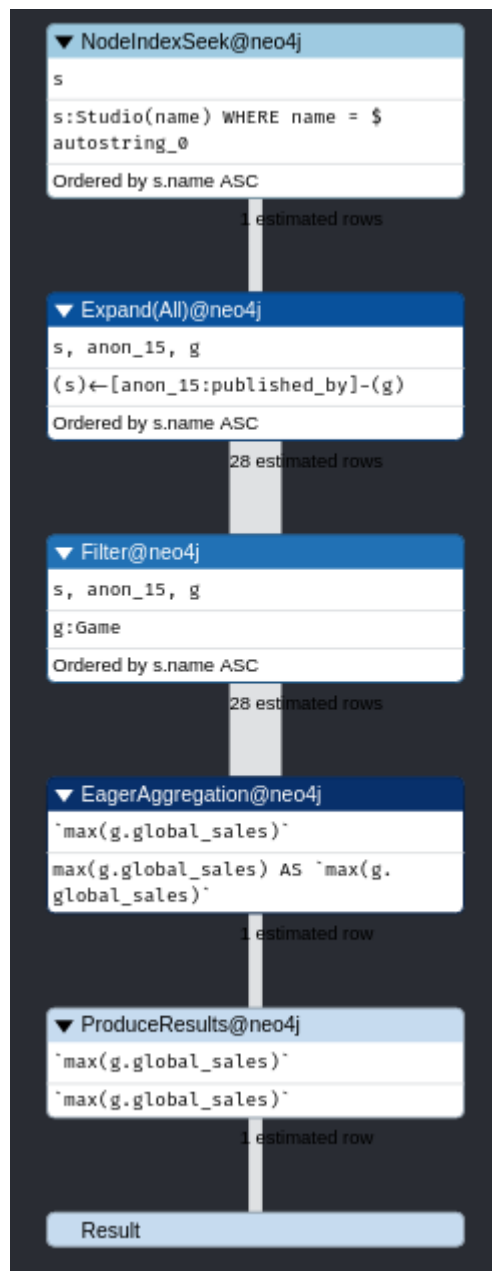 NodeIndexSeek@neo4j
s
s:Studio(name) WHERE name = $
autostring_0
Ordered by s.name ASC
1 estimated rows
Expand(All)@neo4j
s, anon_15, g
(s)←[anon_15:published_by]-(g)
Ordered by s.name ASC
28 estimated rows
Filter@neo4j
s, anon_15, g
g:Game
Ordered by s.name ASC
28 estimated rows
EagerAggregation@neo4j
`max(g.global_sales)`
max(g.global_sales) AS `max(g.
global_sales)`
1 estimated row
ProduceResults@neo4j
`max(g.global_sales)`
`max(g.global_sales)`
1 estimated row
Result